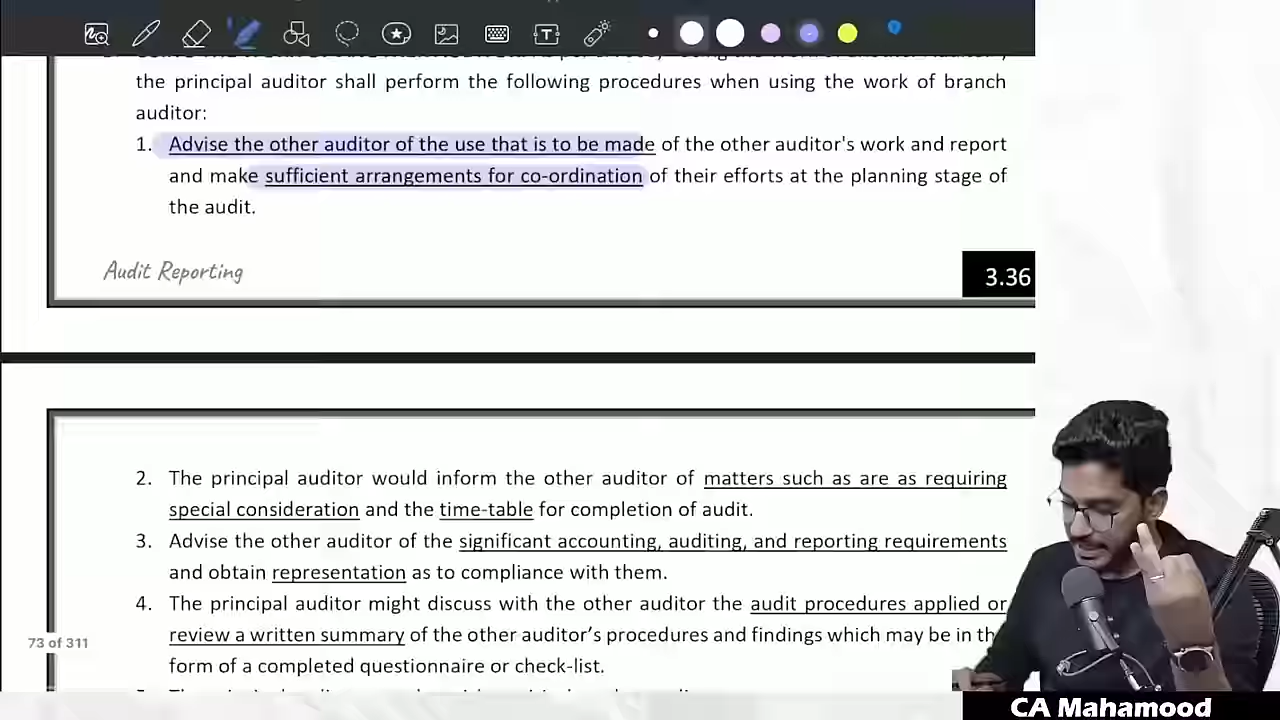 the principal auditor shall perform the following procedures when using the work of branch
auditor:
1. Advise the other auditor of the use that is to be made of the other auditor's work and report
and make sufficient arrangements for co-ordination of their efforts at the planning stage of
the audit.
Audit Reporting
3.36
2. The principal auditor would inform the other auditor of matters such as are as requiring
special consideration and the time-table for completion of audit.
3. Advise the other auditor of the significant accounting, auditing, and reporting requirements
and obtain representation as to compliance with them.
4. The principal auditor might discuss with the other auditor the audit procedures applied or
review a written summary of the other auditor’s procedures and findings which may be in the
73 of 311
form of a completed questionnaire or check-list.
CA Mahamood